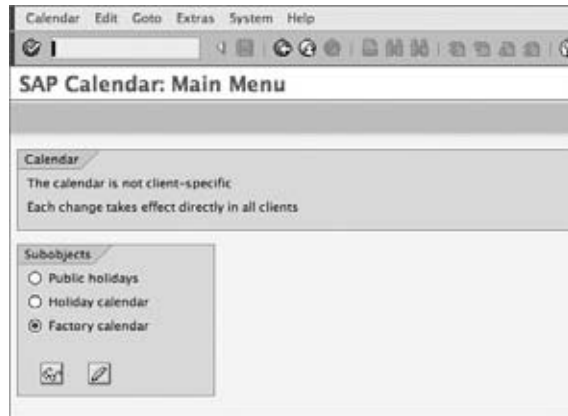 Calendar Edit Goto Extras System Help
SAP Calendar: Main Menu
Calendar
The calendar is not client-specific
Each change takes effect directly in all clients
Subobjects
Public holidays
Holiday calendar
Factory calendar